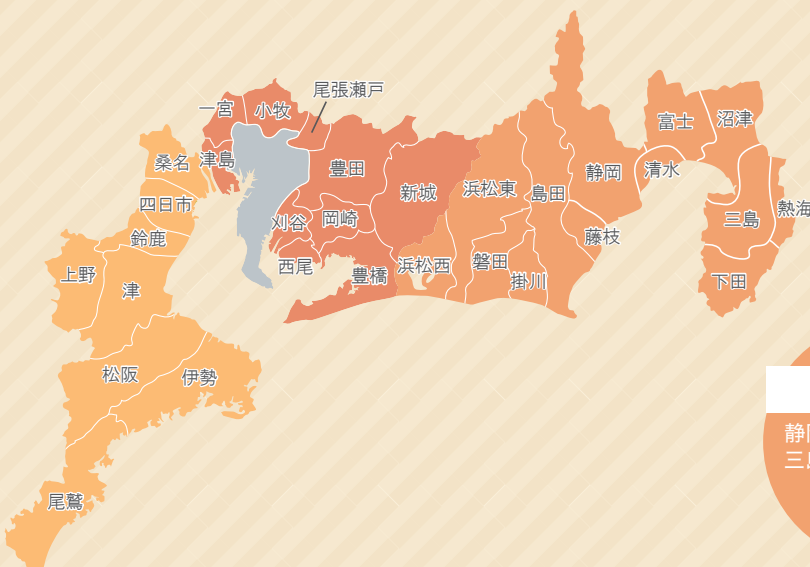 尾張瀬戸
一宮
小牧
桑名
津島
豊田
新城
浜松東
島田
静岡
富士
沼津
清水
四日市
刈谷
岡崎
三島
熱海
鈴鹿
藤枝
上野
津
西尾
豊橋
浜松西
磐田
掛川
下田
松阪
伊勢
尾鷲
静
三